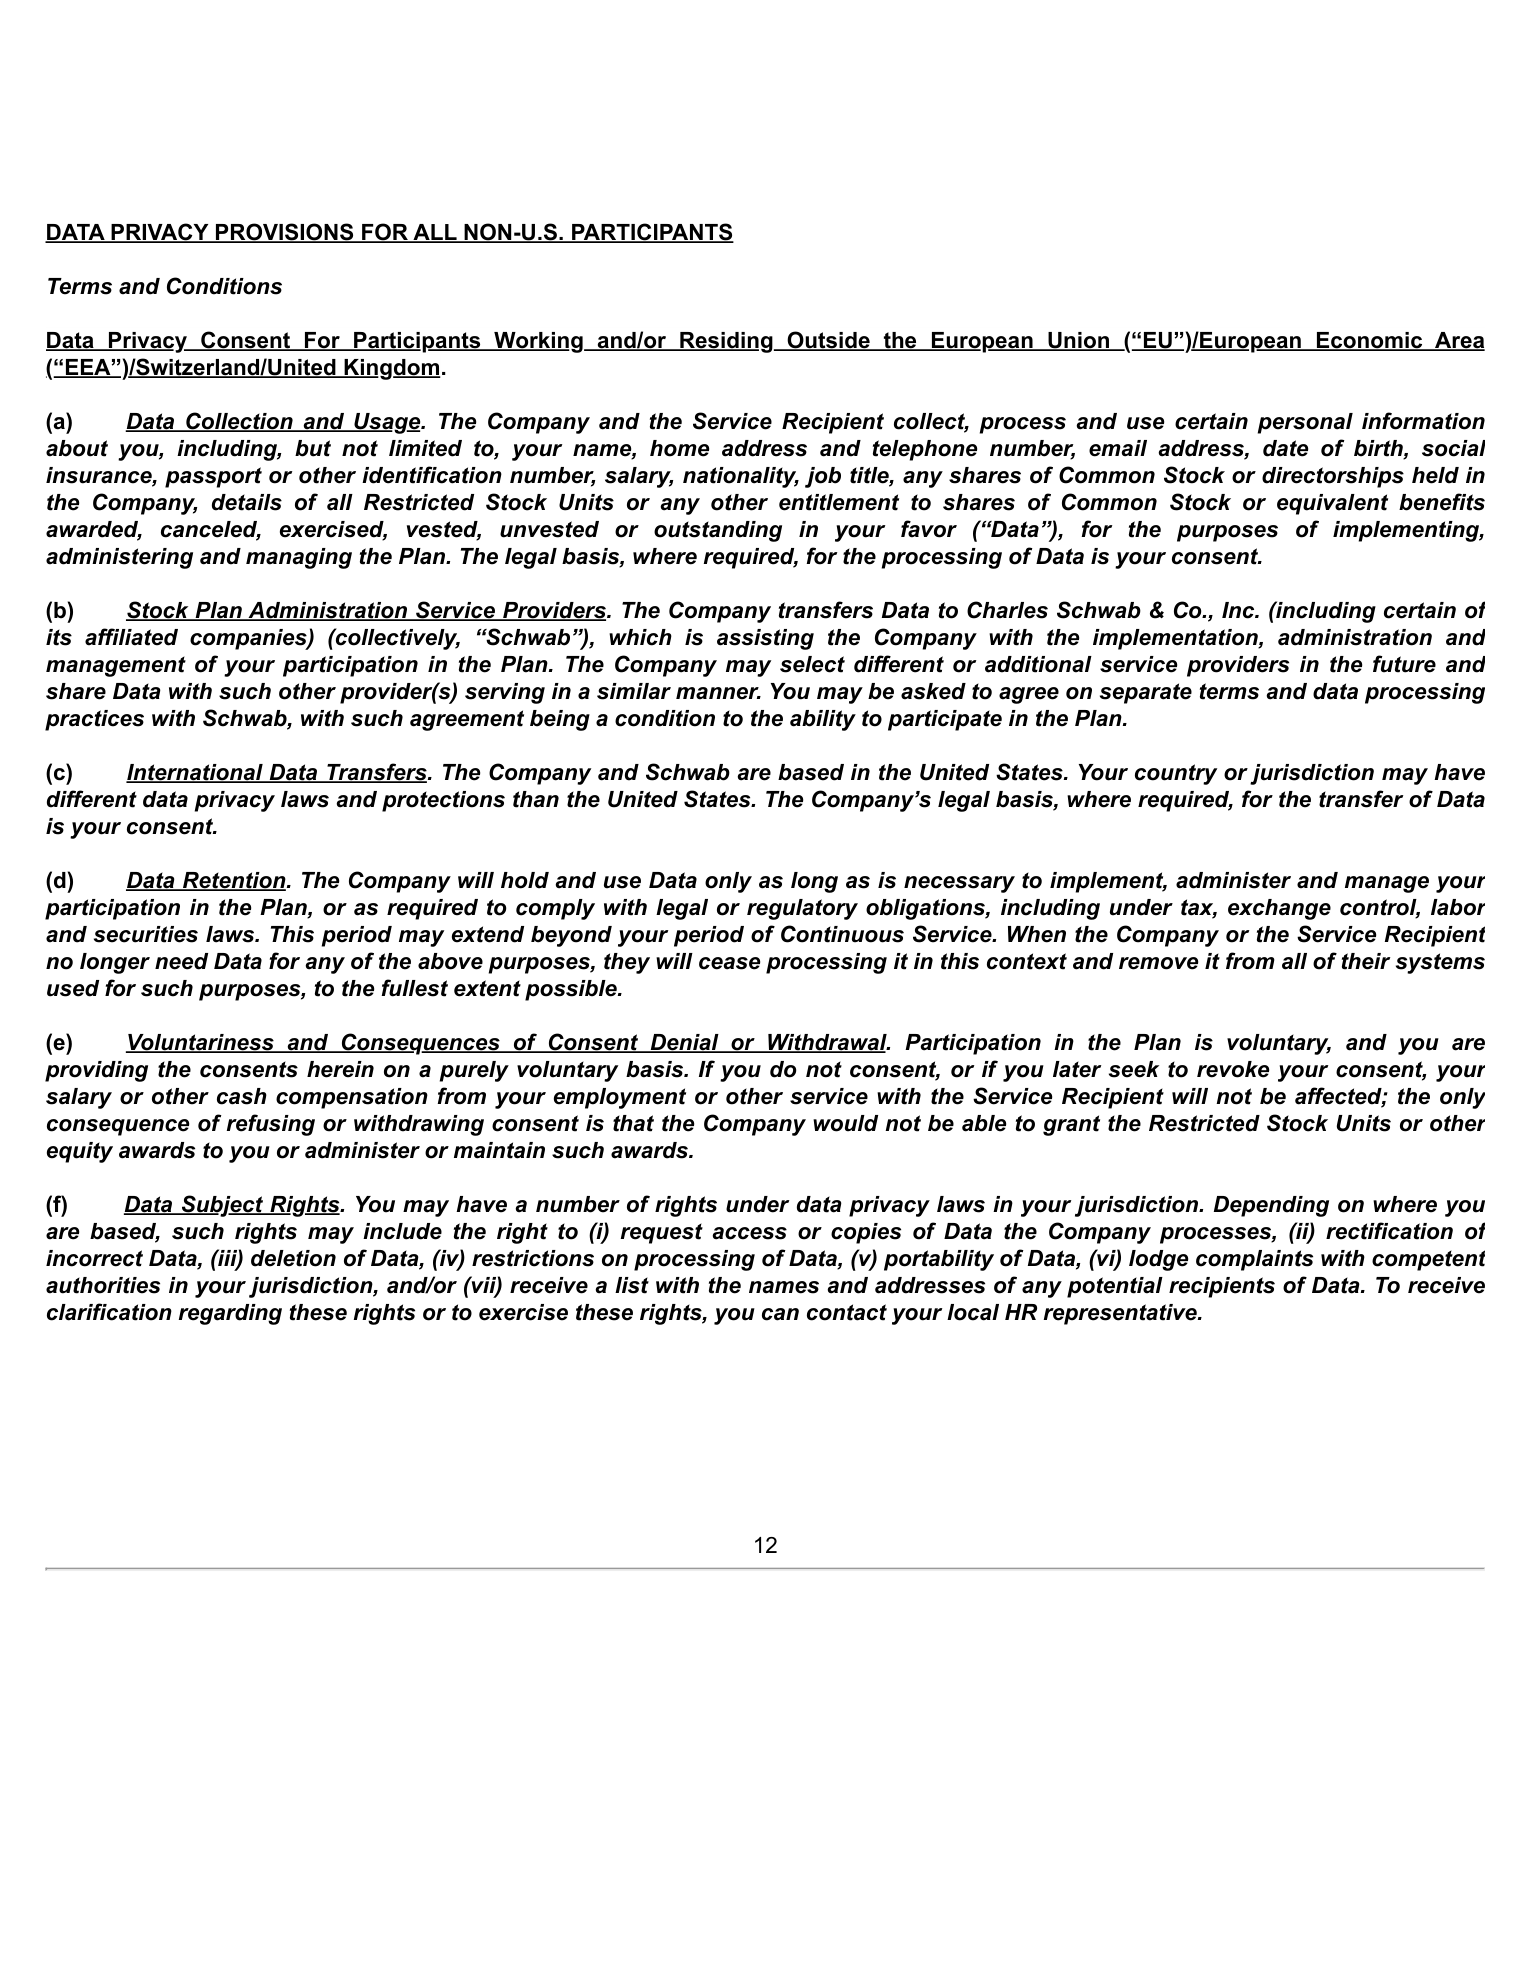 DATA PRIVACY PROVISIONS FOR ALL NON-U.S. PARTICIPANTS
Terms and Conditions
Data Privacy Consent For Participants Working and/or Residing Outside the European Union (“EU”)/European Economic Area
(“EEA”)/Switzerland/United Kingdom.
(a) Data Collection and Usage. The Company and the Service Recipient collect, process and use certain personal information
about you, including, but not limited to, your name, home address and telephone number, email address, date of birth, social
insurance, passport or other identification number, salary, nationality, job title, any shares of Common Stock or directorships held in
the Company, details of all Restricted Stock Units or any other entitlement to shares of Common Stock or equivalent benefits
awarded, canceled, exercised, vested, unvested or outstanding in your favor (“Data”), for the purposes of implementing,
administering and managing the Plan. The legal basis, where required, for the processing of Data is your consent.
(b) Stock Plan Administration Service Providers. The Company transfers Data to Charles Schwab & Co., Inc. (including certain of
its affiliated companies) (collectively, “Schwab”), which is assisting the Company with the implementation, administration and
management of your participation in the Plan. The Company may select different or additional service providers in the future and
share Data with such other provider(s) serving in a similar manner. You may be asked to agree on separate terms and data processing
practices with Schwab, with such agreement being a condition to the ability to participate in the Plan.
(c) International Data Transfers. The Company and Schwab are based in the United States. Your country or jurisdiction may have
different data privacy laws and protections than the United States. The Company’s legal basis, where required, for the transfer of Data
is your consent.
(d) Data Retention. The Company will hold and use Data only as long as is necessary to implement, administer and manage your
participation in the Plan, or as required to comply with legal or regulatory obligations, including under tax, exchange control, labor
and securities laws. This period may extend beyond your period of Continuous Service. When the Company or the Service Recipient
no longer need Data for any of the above purposes, they will cease processing it in this context and remove it from all of their systems
used for such purposes, to the fullest extent possible.
(e) Voluntariness and Consequences of Consent Denial or Withdrawal. Participation in the Plan is voluntary, and you are
providing the consents herein on a purely voluntary basis. If you do not consent, or if you later seek to revoke your consent, your
salary or other cash compensation from your employment or other service with the Service Recipient will not be affected; the only
consequence of refusing or withdrawing consent is that the Company would not be able to grant the Restricted Stock Units or other
equity awards to you or administer or maintain such awards.
(f) Data Subject Rights. You may have a number of rights under data privacy laws in your jurisdiction. Depending on where you
are based, such rights may include the right to (i) request access or copies of Data the Company processes, (ii) rectification of
incorrect Data, (iii) deletion of Data, (iv) restrictions on processing of Data, (v) portability of Data, (vi) lodge complaints with competent
authorities in your jurisdiction, and/or (vii) receive a list with the names and addresses of any potential recipients of Data. To receive
clarification regarding these rights or to exercise these rights, you can contact your local HR representative.
12